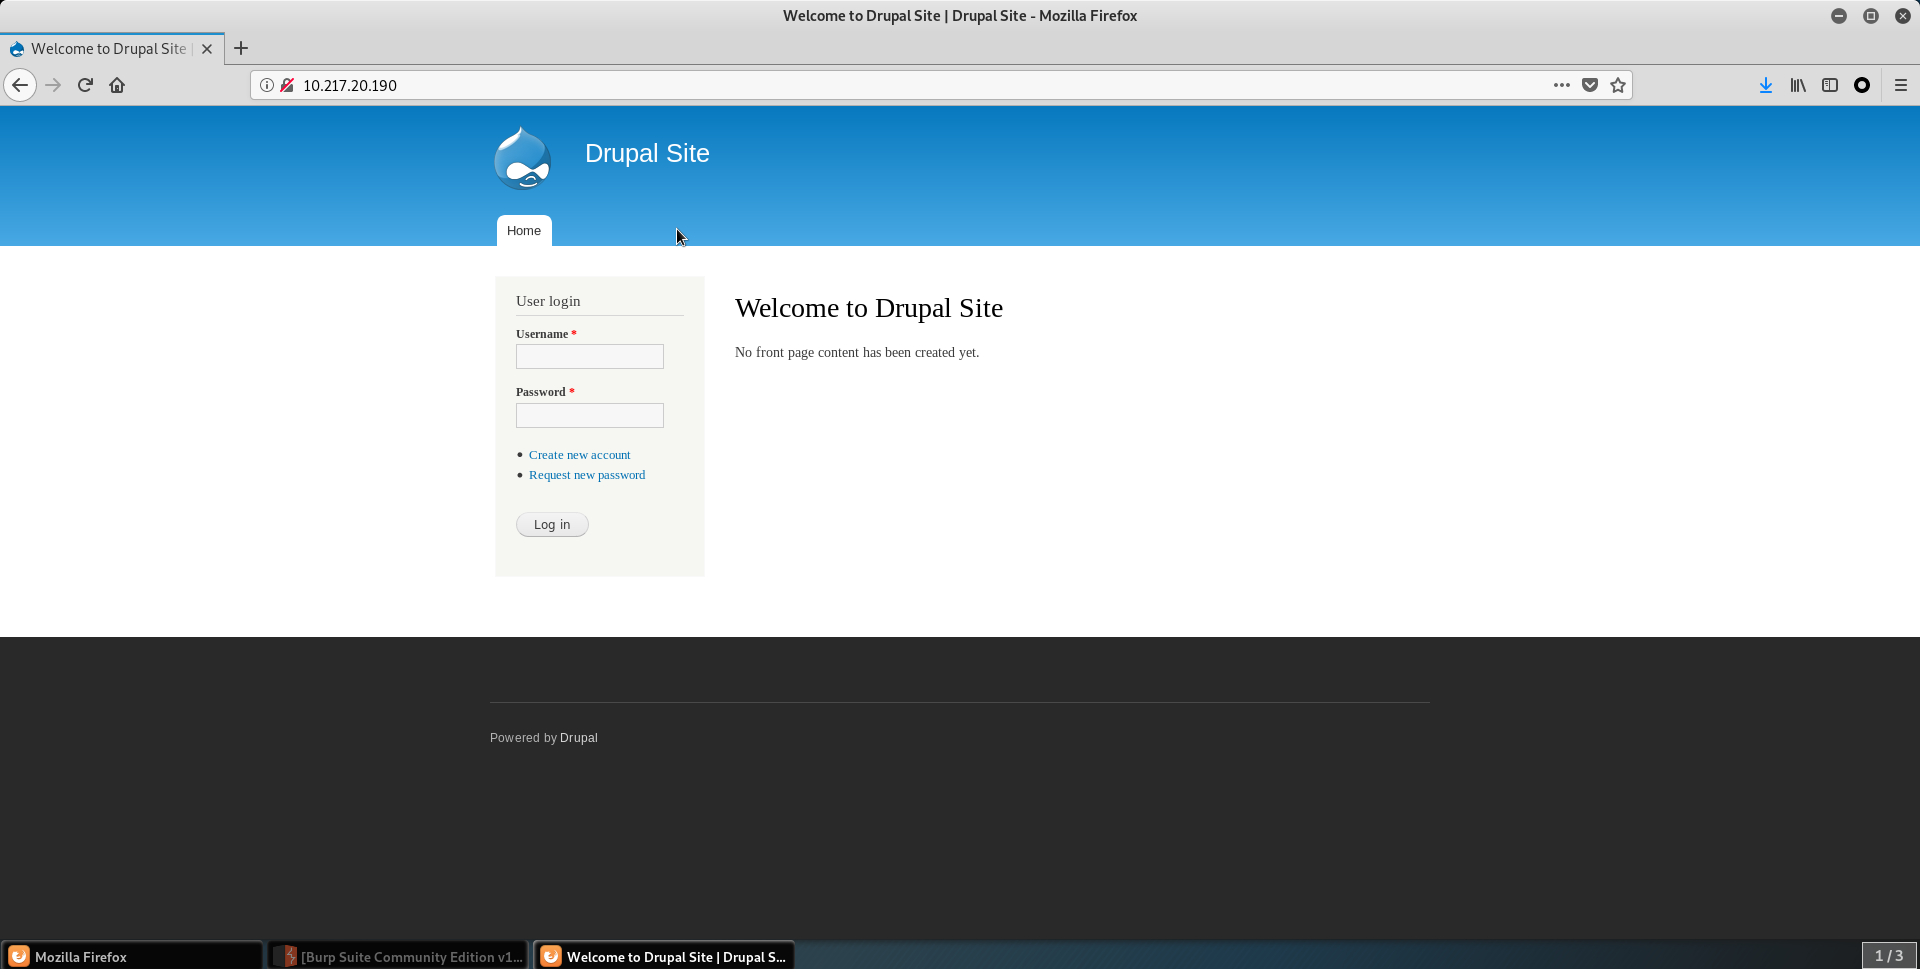 Welcome to Drupal Site | Drupal Site - Mozilla Firefox
Welcome to Drupal Site
10.217.20.190
Drupal Site
Home
User login
Username *
Password *
Create new account
Request new password
Log in
Welcome to Drupal Site
No front page content has been created yet.
Powered by Drupal
Mozilla Firefox
[Burp Suite Community Edition v1...
Welcome to Drupal Site | Drupal S...
1 / 3